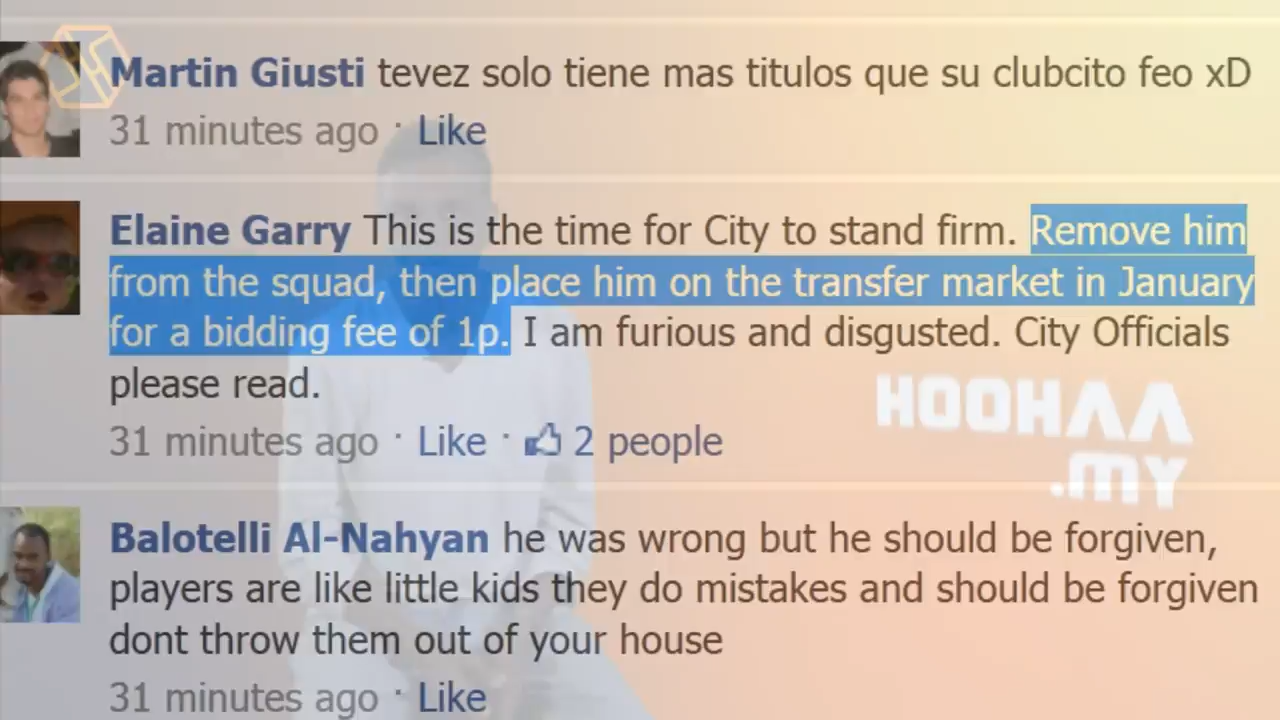 Martin Giusti tevez solo tiene mas titulos que su clubcito feo xD
31 minutes ago · Like
Elaine Garry This is the time for City to stand firm. Remove him
from the squad, then place him on the transfer market in January
for a bidding fee of 1p. I am furious and disgusted. City Officials
please read.
31 minutes ago · Like · 2 people
HOOHAA
.MY
Balotelli Al-Nahyan he was wrong but he should be forgiven,
players are like little kids they do mistakes and should be forgiven
dont throw them out of your house
31 minutes ago · Like